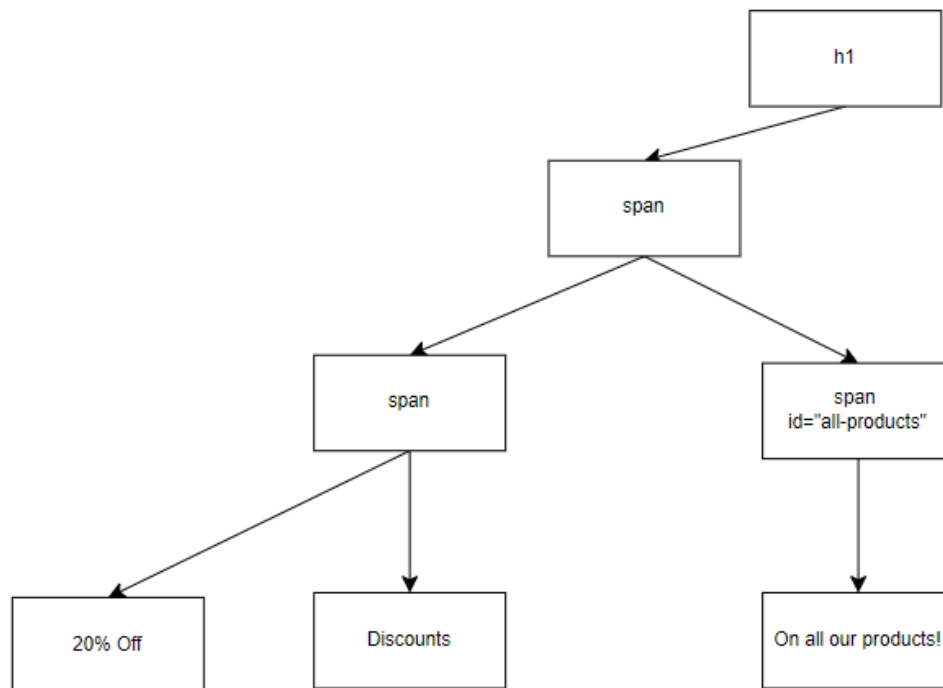 h1
span
span
span
id="all-products"
20% Off
Discounts
On all our products!